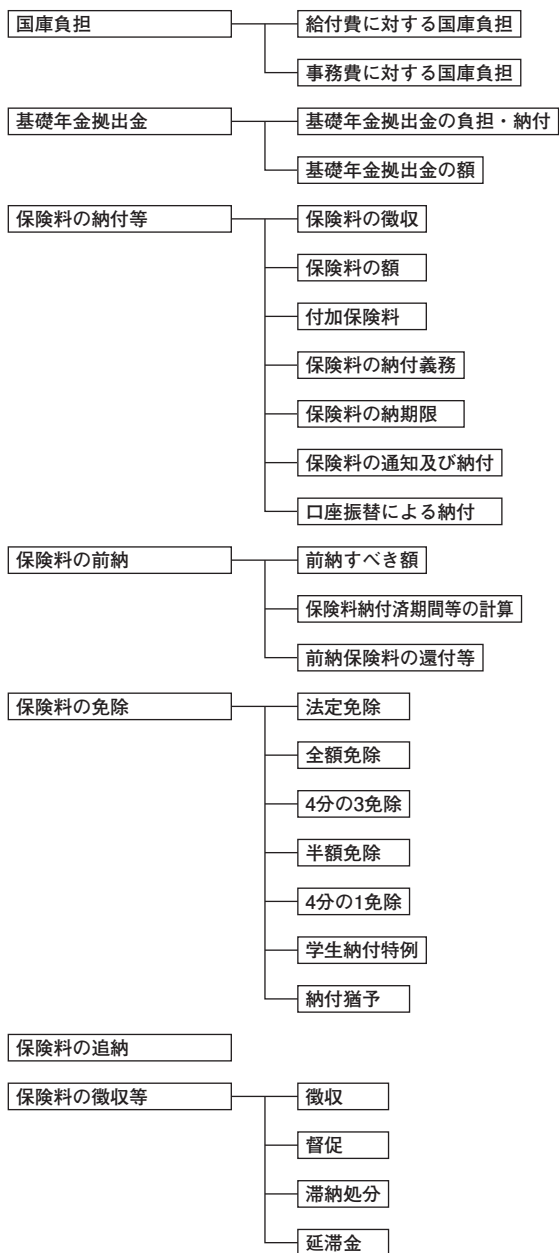 国庫負担
給付費に対する国庫負担
事務費に対する国庫負担
基礎年金拠出金
基礎年金拠出金の負担・納付
基礎年金拠出金の額
保険料の納付等
保険料の徴収
保険料の額
付加保険料
保険料の納付義務
保険料の納期限
保険料の通知及び納付
口座振替による納付
保険料の前納
前納すべき額
保険料納付済期間等の計算
前納保険料の還付等
保険料の免除
法定免除
全額免除
4分の3免除
半額免除
4分の1免除
学生納付特例
納付猶予
保険料の追納
保険料の徴収等
徴収
督促
滞納処分
延滞金